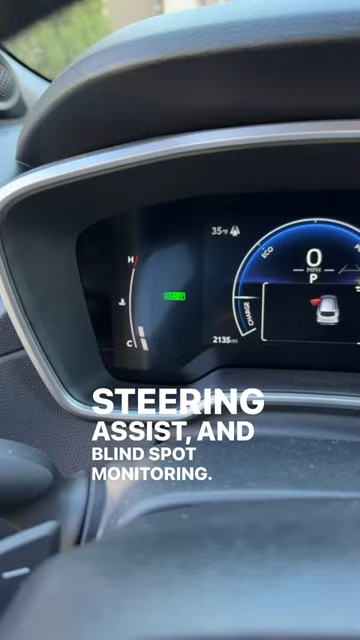 35°F
ECO
H
0
MPH
P
READY
CHARGE
C
2135mi
STEERING
ASSIST, AND
BLIND SPOT
MONITORING.